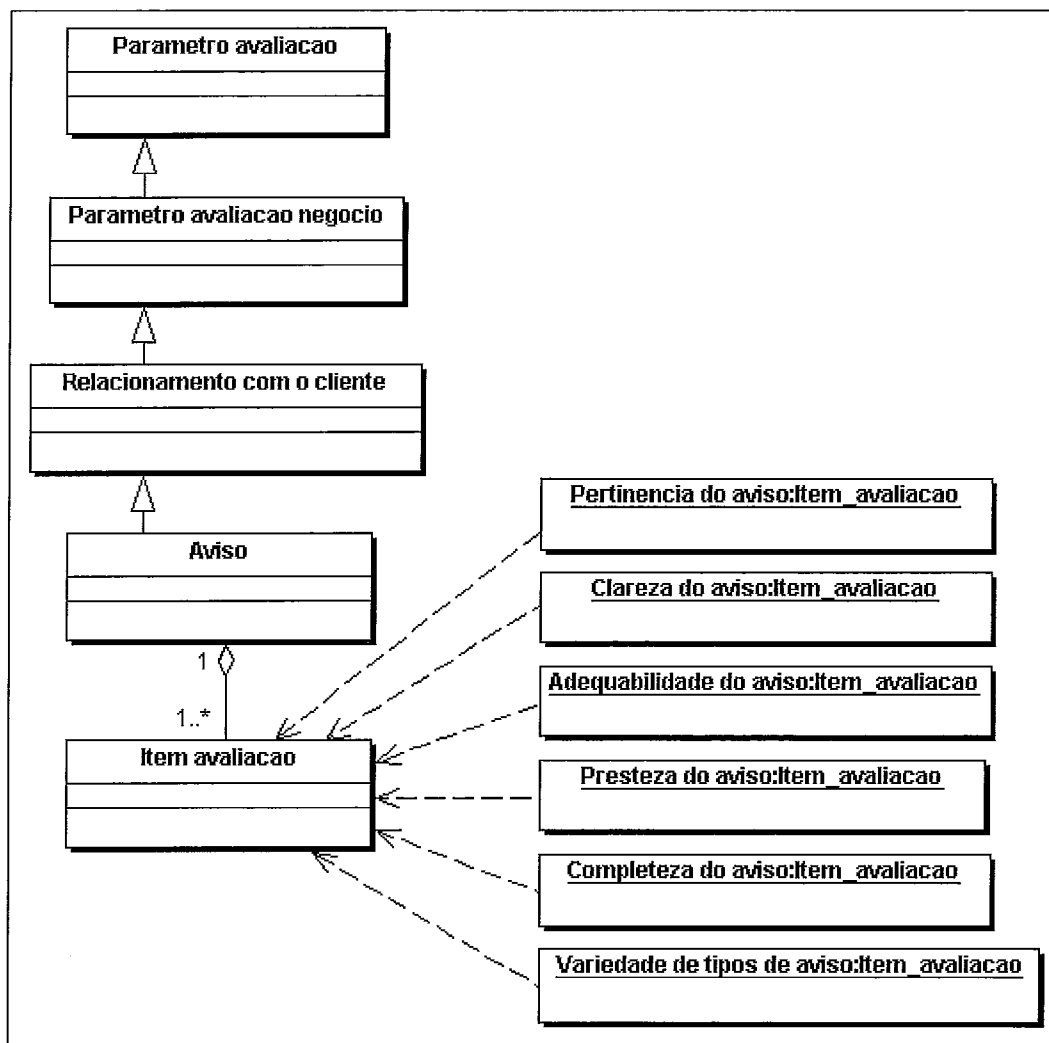 Parametro avaliacao
Parametro avaliacao negocio
Relacionamento com o cliente
Aviso
1
1..*
Item avaliacao
Pertinencia do aviso:Item_avaliacao
Clareza do aviso:Item_avaliacao
Adequabilidade do aviso:Item_avaliacao
Presteza do aviso:Item_avaliacao
Completeza do aviso:Item_avaliacao
Variedade de tipos de aviso:Item_avaliacao